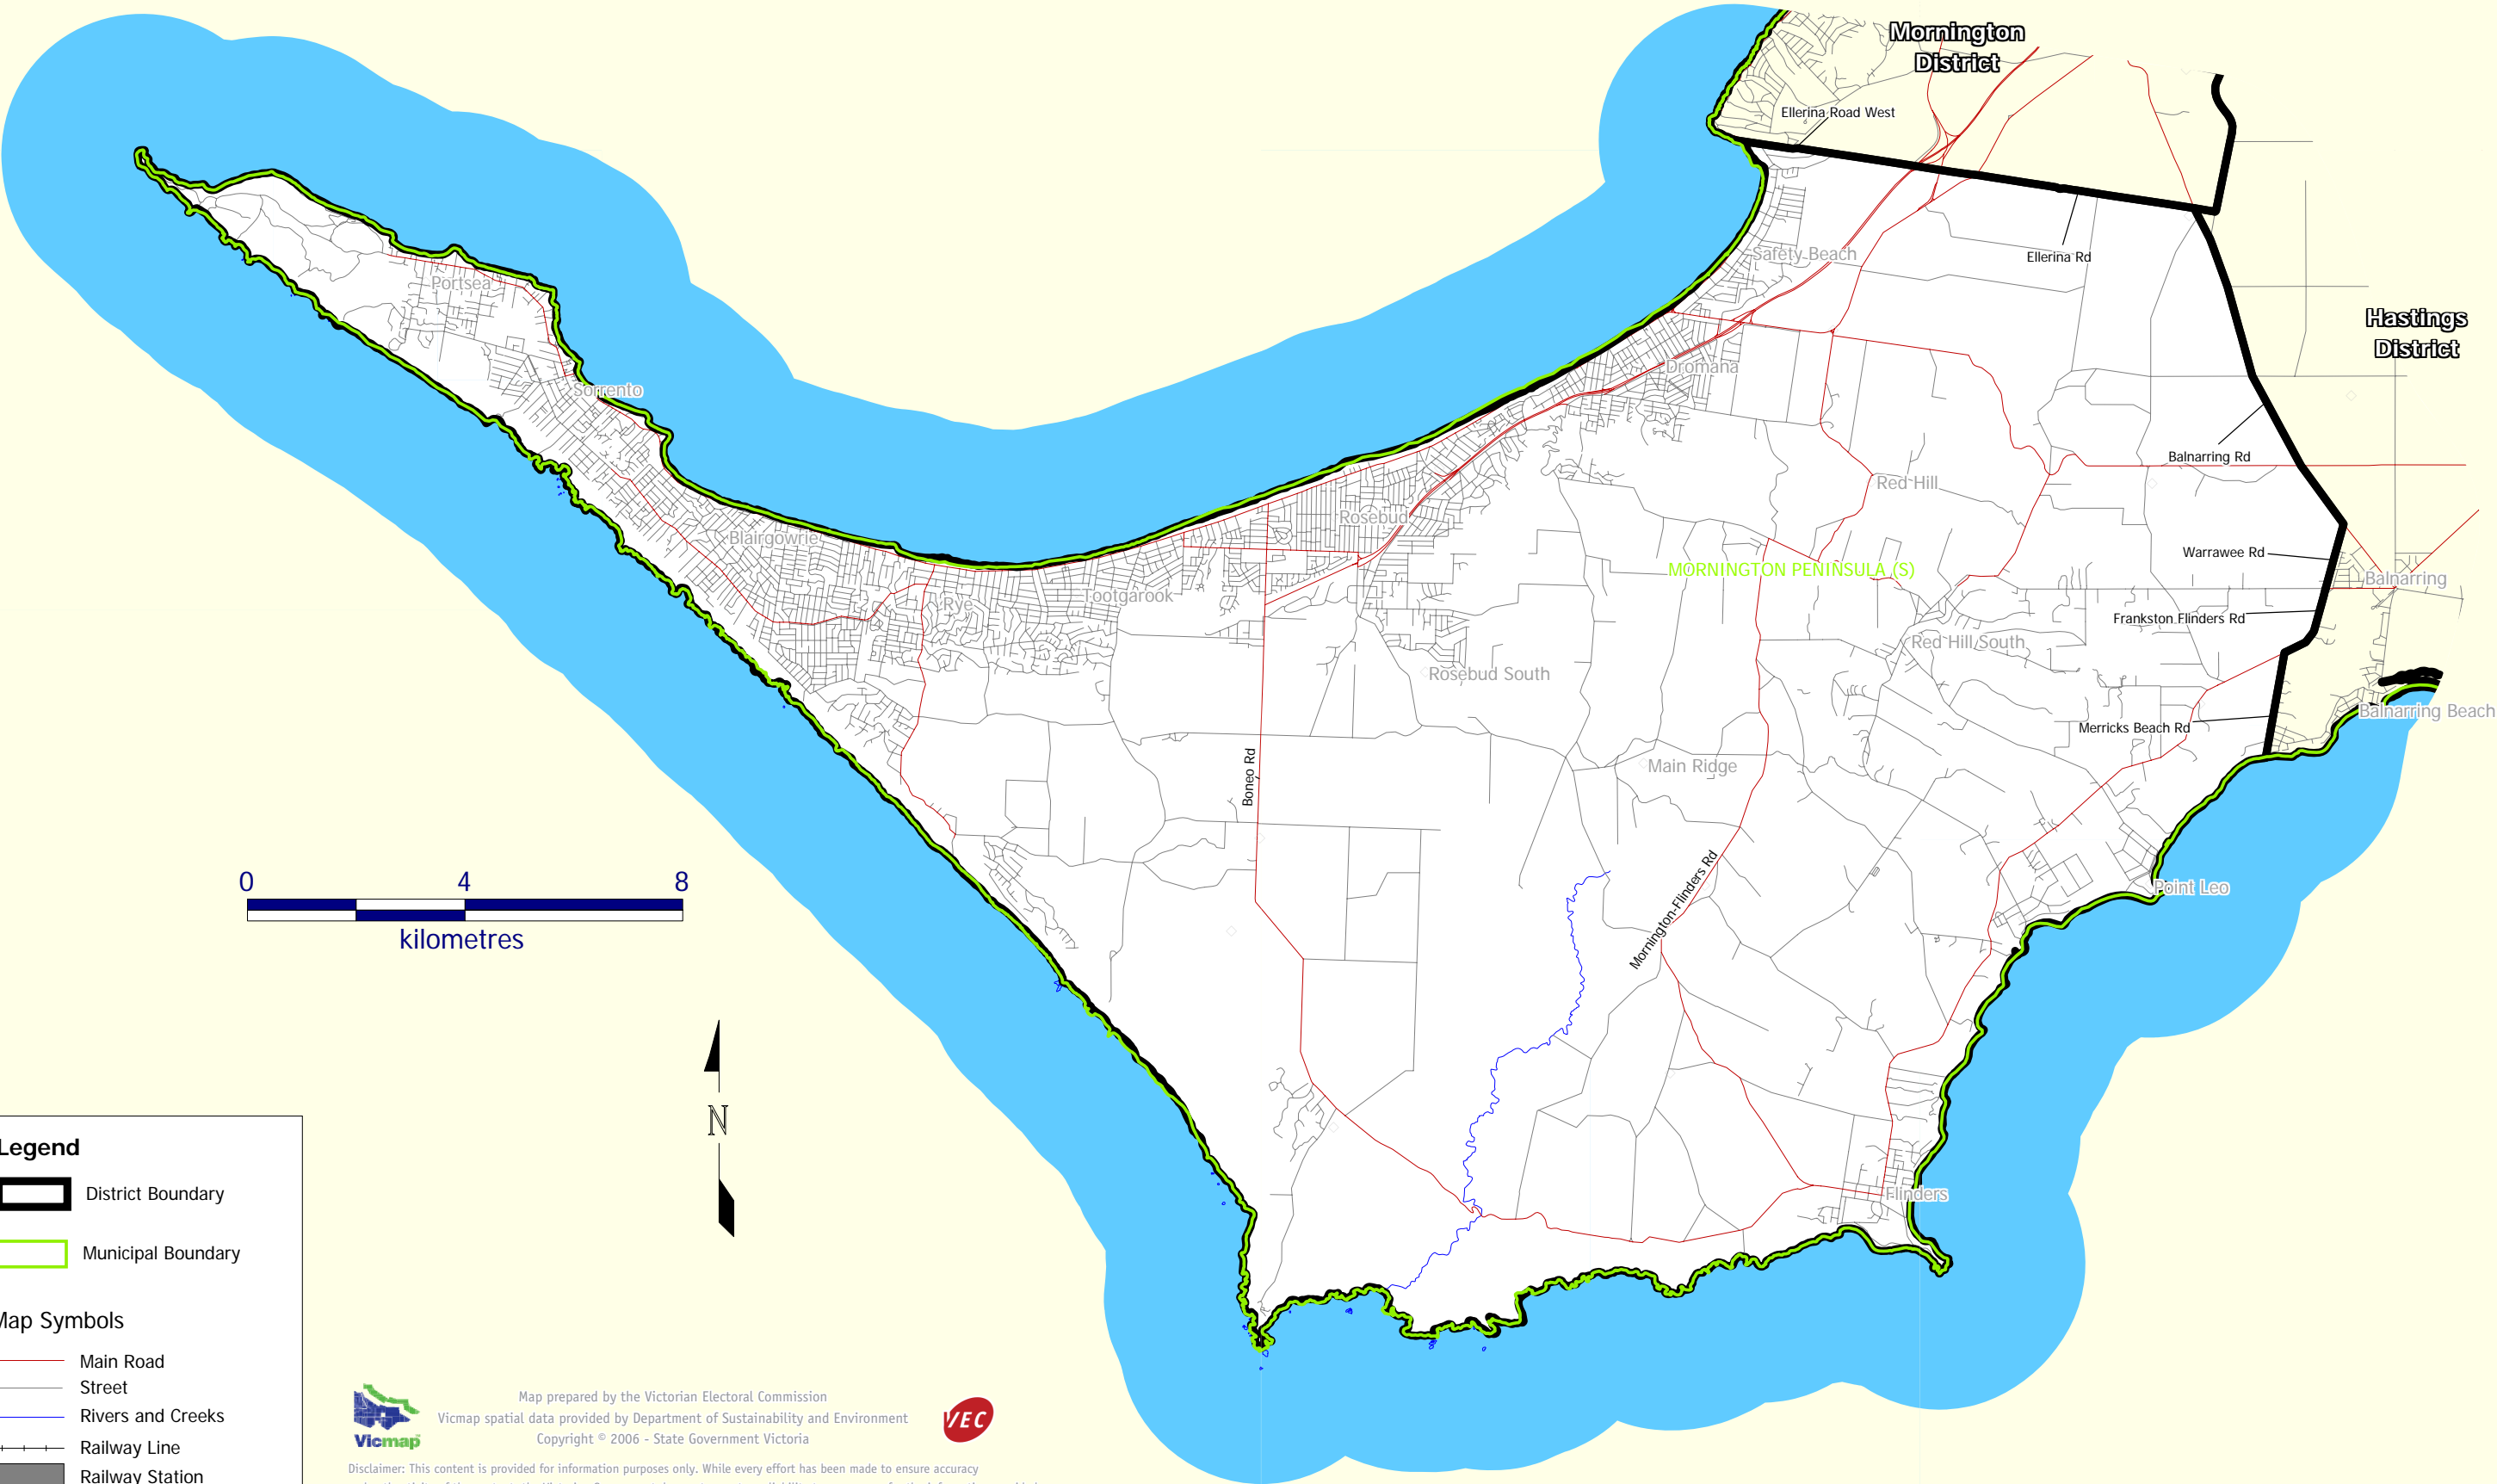 Mornington
District
Ellerina Road West
Safety Beach
Ellerina Rd
Portsea
Hastings
District
Dromana
Sorrento
Balnarring Rd
Red Hill
Rosebud
Blairgowrie
Warrawee Rd
MORNINGTON PENINSULA (S)
Balnarring
Tootgarook
Rye
Frankston Flinders Rd
Red Hill South
Rosebud South
Balnarring Beach
Merricks Beach Rd
Main Ridge
Boneo Rd
Mornington-Flinders Rd
Point Leo
0 4 8
kilometres
N
Flinders
Legend
District Boundary
Municipal Boundary
Map Symbols
Main Road
Street
Rivers and Creeks
Railway Line
Railway Station
Vicmap
Map prepared by the Victorian Electoral Commission
Vicmap spatial data provided by Department of Sustainability and Environment
Copyright © 2006 - State Government Victoria
VEC
Disclaimer: This content is provided for information purposes only. While every effort has been made to ensure accuracy